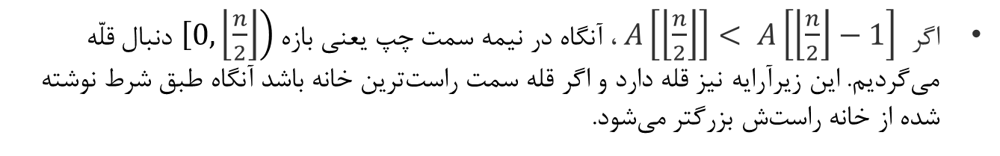 • اگر $A\left[\left\lfloor\frac{n}{2}\right\rfloor\right] < A\left[\left\lfloor\frac{n}{2}\right\rfloor - 1\right]$ ، آنگاه در نیمه سمت چپ یعنی بازه $[0, \left\lfloor\frac{n}{2}\right\rfloor)$ دنبال قلّه
می‌گردیم. این زیرآرایه نیز قله دارد و اگر قله سمت راست‌ترین خانه باشد آنگاه طبق شرط نوشته
شده از خانه راست‌ش بزرگتر می‌شود.